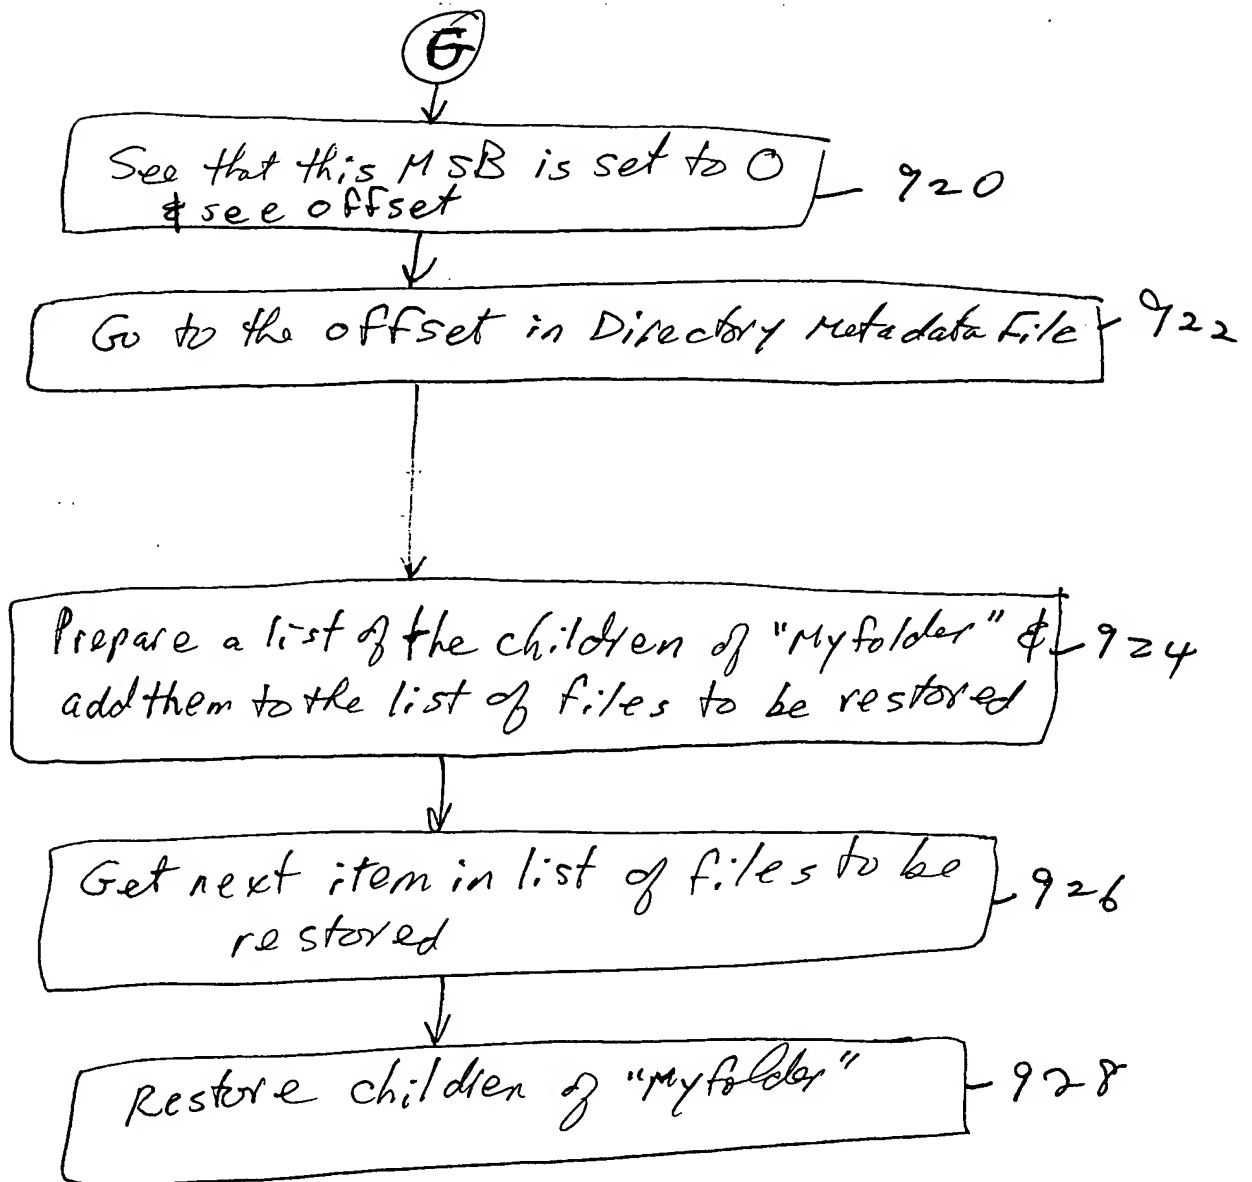 G
See that this MSB is set to 0
& see offset
920
Go to the offset in Directory Metadata File
922
Prepare a list of the children of "Myfolder" &
add them to the list of files to be restored
924
Get next item in list of files to be
restored
926
Restore children of "Myfolder"
928